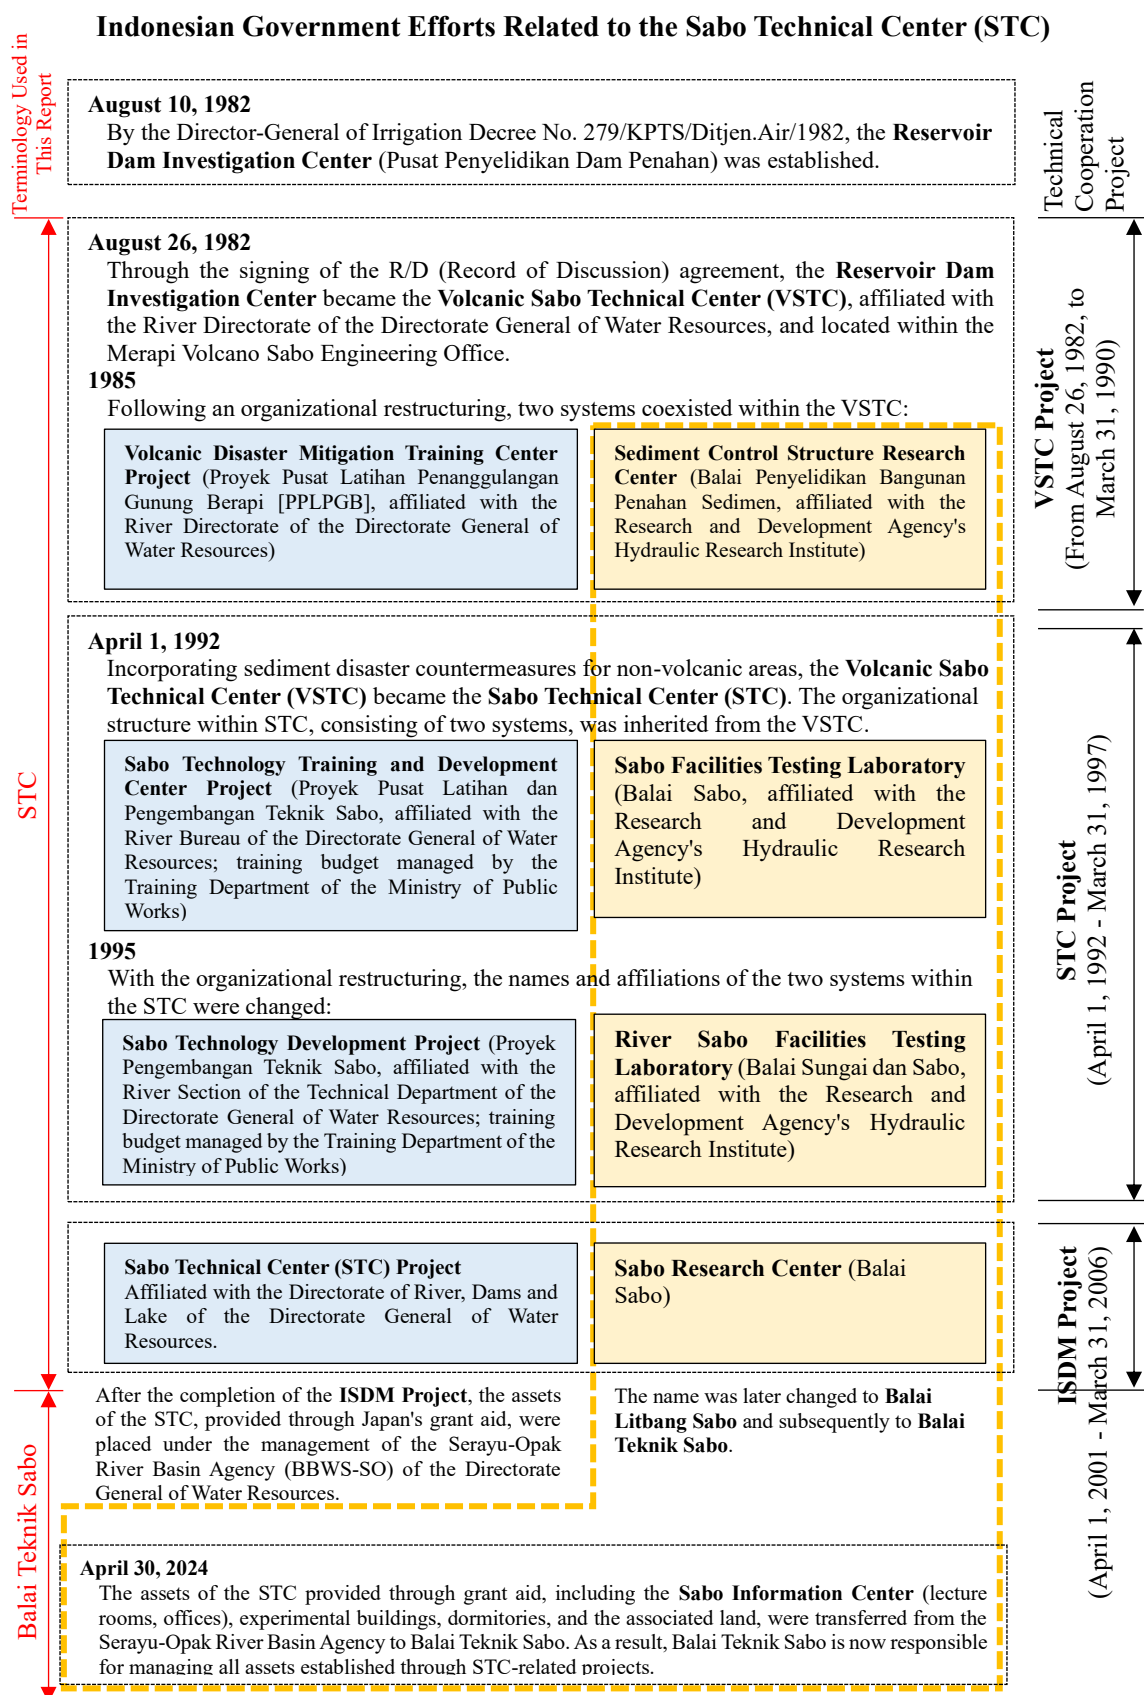 Indonesian Government Efforts Related to the Sabo Technical Center (STC)
Terminology Used in
This Report
August 10, 1982
By the Director-General of Irrigation Decree No. 279/KPTS/Ditjen.Air/1982, the Reservoir
Dam Investigation Center (Pusat Penyelidikan Dam Penahan) was established.
Technical
Cooperation
Project
STC
August 26, 1982
Through the signing of the R/D (Record of Discussion) agreement, the Reservoir Dam
Investigation Center became the Volcanic Sabo Technical Center (VSTC), affiliated with
the River Directorate of the Directorate General of Water Resources, and located within the
Merapi Volcano Sabo Engineering Office.
1985
Following an organizational restructuring, two systems coexisted within the VSTC:
Volcanic Disaster Mitigation Training Center
Project (Proyek Pusat Latihan Penanggulangan
Gunung Berapi [PPLPGB], affiliated with the
River Directorate of the Directorate General of
Water Resources)
Sediment Control Structure Research
Center (Balai Penyelidikan Bangunan
Penahan Sedimen, affiliated with the
Research and Development Agency's
Hydraulic Research Institute)
VSTC Project
(From August 26, 1982, to
March 31, 1990)
April 1, 1992
Incorporating sediment disaster countermeasures for non-volcanic areas, the Volcanic Sabo
Technical Center (VSTC) became the Sabo Technical Center (STC). The organizational
structure within STC, consisting of two systems, was inherited from the VSTC.
Sabo Technology Training and Development
Center Project (Proyek Pusat Latihan dan
Pengembangan Teknik Sabo, affiliated with the
River Bureau of the Directorate General of Water
Resources; training budget managed by the
Training Department of the Ministry of Public
Works)
Sabo Facilities Testing Laboratory
(Balai Sabo, affiliated with the
Research and Development
Agency's Hydraulic Research
Institute)
1995
With the organizational restructuring, the names and affiliations of the two systems within
the STC were changed:
Sabo Technology Development Project (Proyek
Pengembangan Teknik Sabo, affiliated with the
River Section of the Technical Department of the
Directorate General of Water Resources; training
budget managed by the Training Department of the
Ministry of Public Works)
River Sabo Facilities Testing
Laboratory (Balai Sungai dan Sabo,
affiliated with the Research and
Development Agency's Hydraulic
Research Institute)
STC Project
(April 1, 1992 - March 31, 1997)
Sabo Technical Center (STC) Project
Affiliated with the Directorate of River, Dams and
Lake of the Directorate General of Water
Resources.
Sabo Research Center (Balai
Sabo)
ISDM Project
(April 1, 2001 - March 31, 2006)
Balai Teknik Sabo
After the completion of the ISDM Project, the assets
of the STC, provided through Japan's grant aid, were
placed under the management of the Serayu-Opak
River Basin Agency (BBWS-SO) of the Directorate
General of Water Resources.
The name was later changed to Balai
Litbang Sabo and subsequently to Balai
Teknik Sabo.
April 30, 2024
The assets of the STC provided through grant aid, including the Sabo Information Center (lecture
rooms, offices), experimental buildings, dormitories, and the associated land, were transferred from the
Serayu-Opak River Basin Agency to Balai Teknik Sabo. As a result, Balai Teknik Sabo is now responsible
for managing all assets established through STC-related projects.